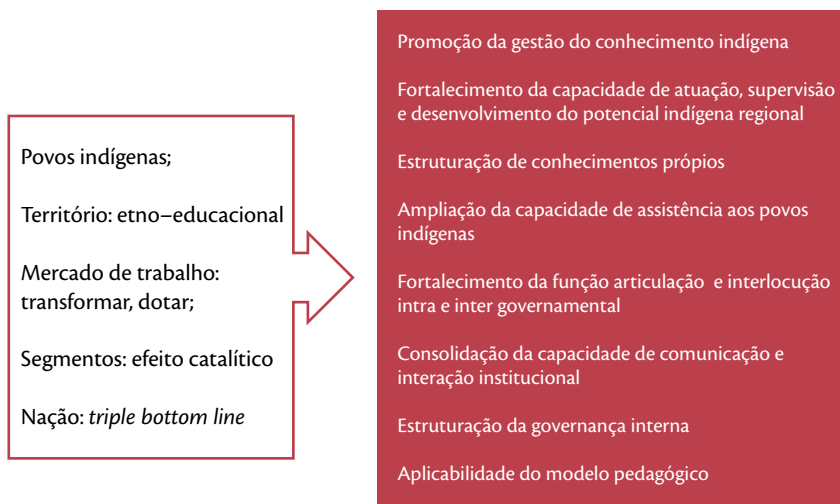 Povos indígenas;
Território: etno–educacional
Mercado de trabalho:
transformar, dotar;
Segmentos: efeito catalítico
Nação: triple bottom line
Promoção da gestão do conhecimento indígena
Fortalecimento da capacidade de atuação, supervisão
e desenvolvimento do potencial indígena regional
Estruturação de conhecimentos própios
Ampliação da capacidade de assistência aos povos
indígenas
Fortalecimento da função articulação e interlocução
intra e inter governamental
Consolidação da capacidade de comunicação e
interação institucional
Estruturação da governança interna
Aplicabilidade do modelo pedagógico